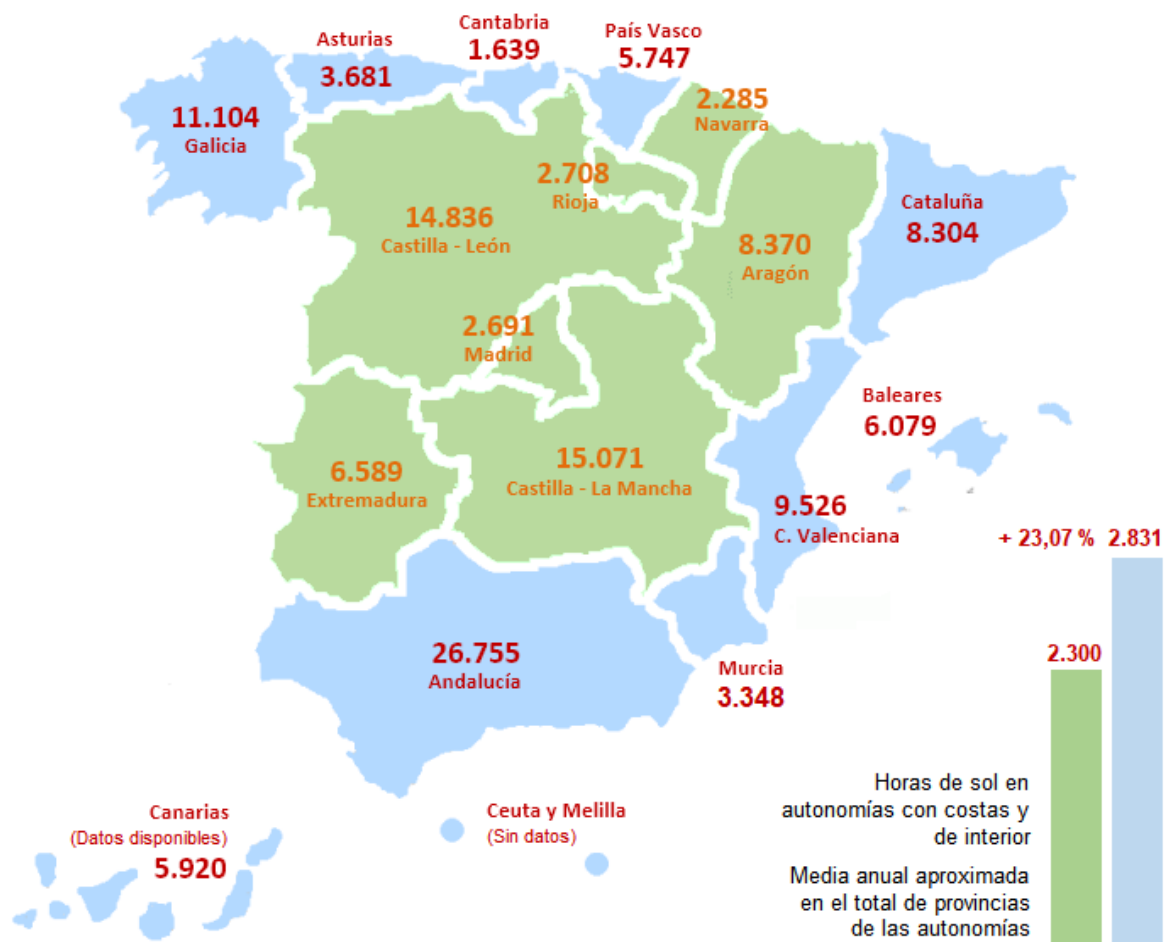 Cantabria
1.639
País Vasco
5.747
Asturias
3.681
2.285
Navarra
11.104
Galicia
2.708
Rioja
Cataluña
8.304
14.836
Castilla - León
8.370
Aragón
2.691
Madrid
Baleares
6.079
6.589
Extremadura
15.071
Castilla - La Mancha
9.526
C. Valenciana
+ 23,07 %
2.831
26.755
Andalucía
Murcia
3.348
2.300
Canarias
(Datos disponibles)
5.920
Ceuta y Melilla
(Sin datos)
Horas de sol en
autonomías con costas y
de interior
Media anual aproximada
en el total de provincias
de las autonomías